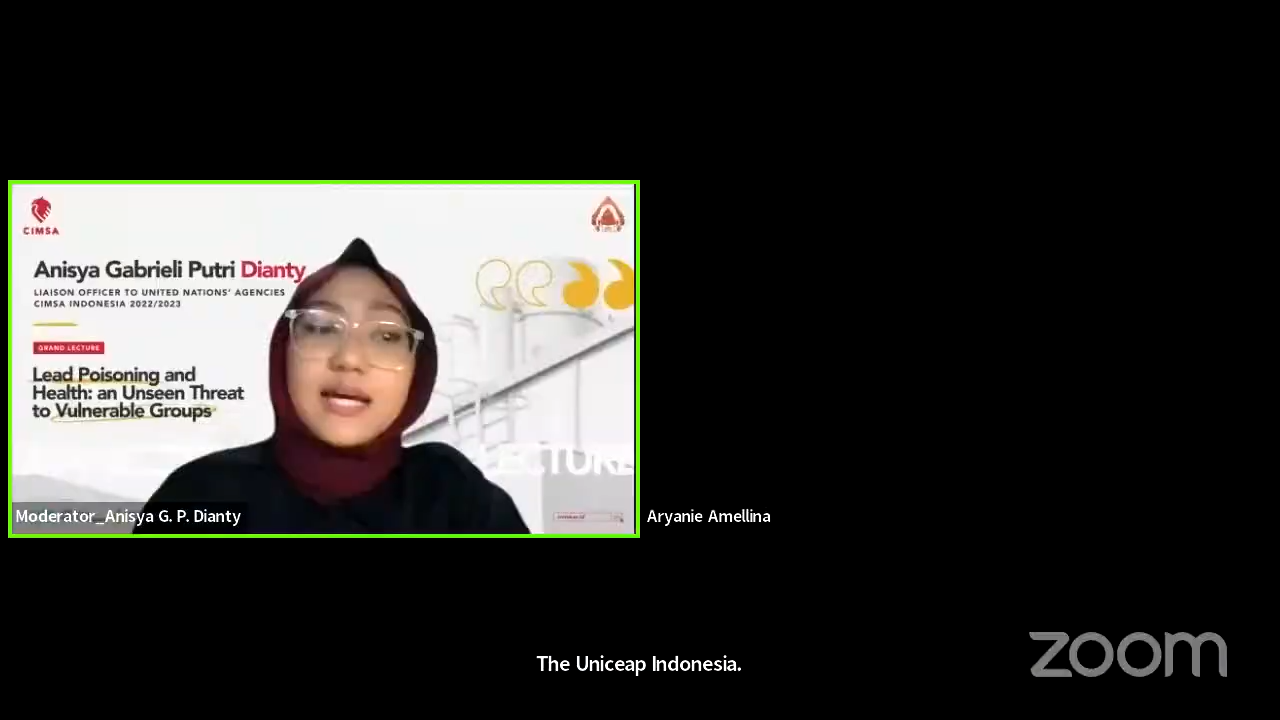 CIMSA
Anisya Gabrieli Putri Dianty
LIAISON OFFICER TO UNITED NATIONS' AGENCIES
CIMSA INDONESIA 2022/2023
GRAND LECTURE
Lead Poisoning and
Health: an Unseen Threat
to Vulnerable Groups
LECTURE
Moderator_Anisya G. P. Dianty
Aryanie Amellina
The Uniceap Indonesia.
zoom